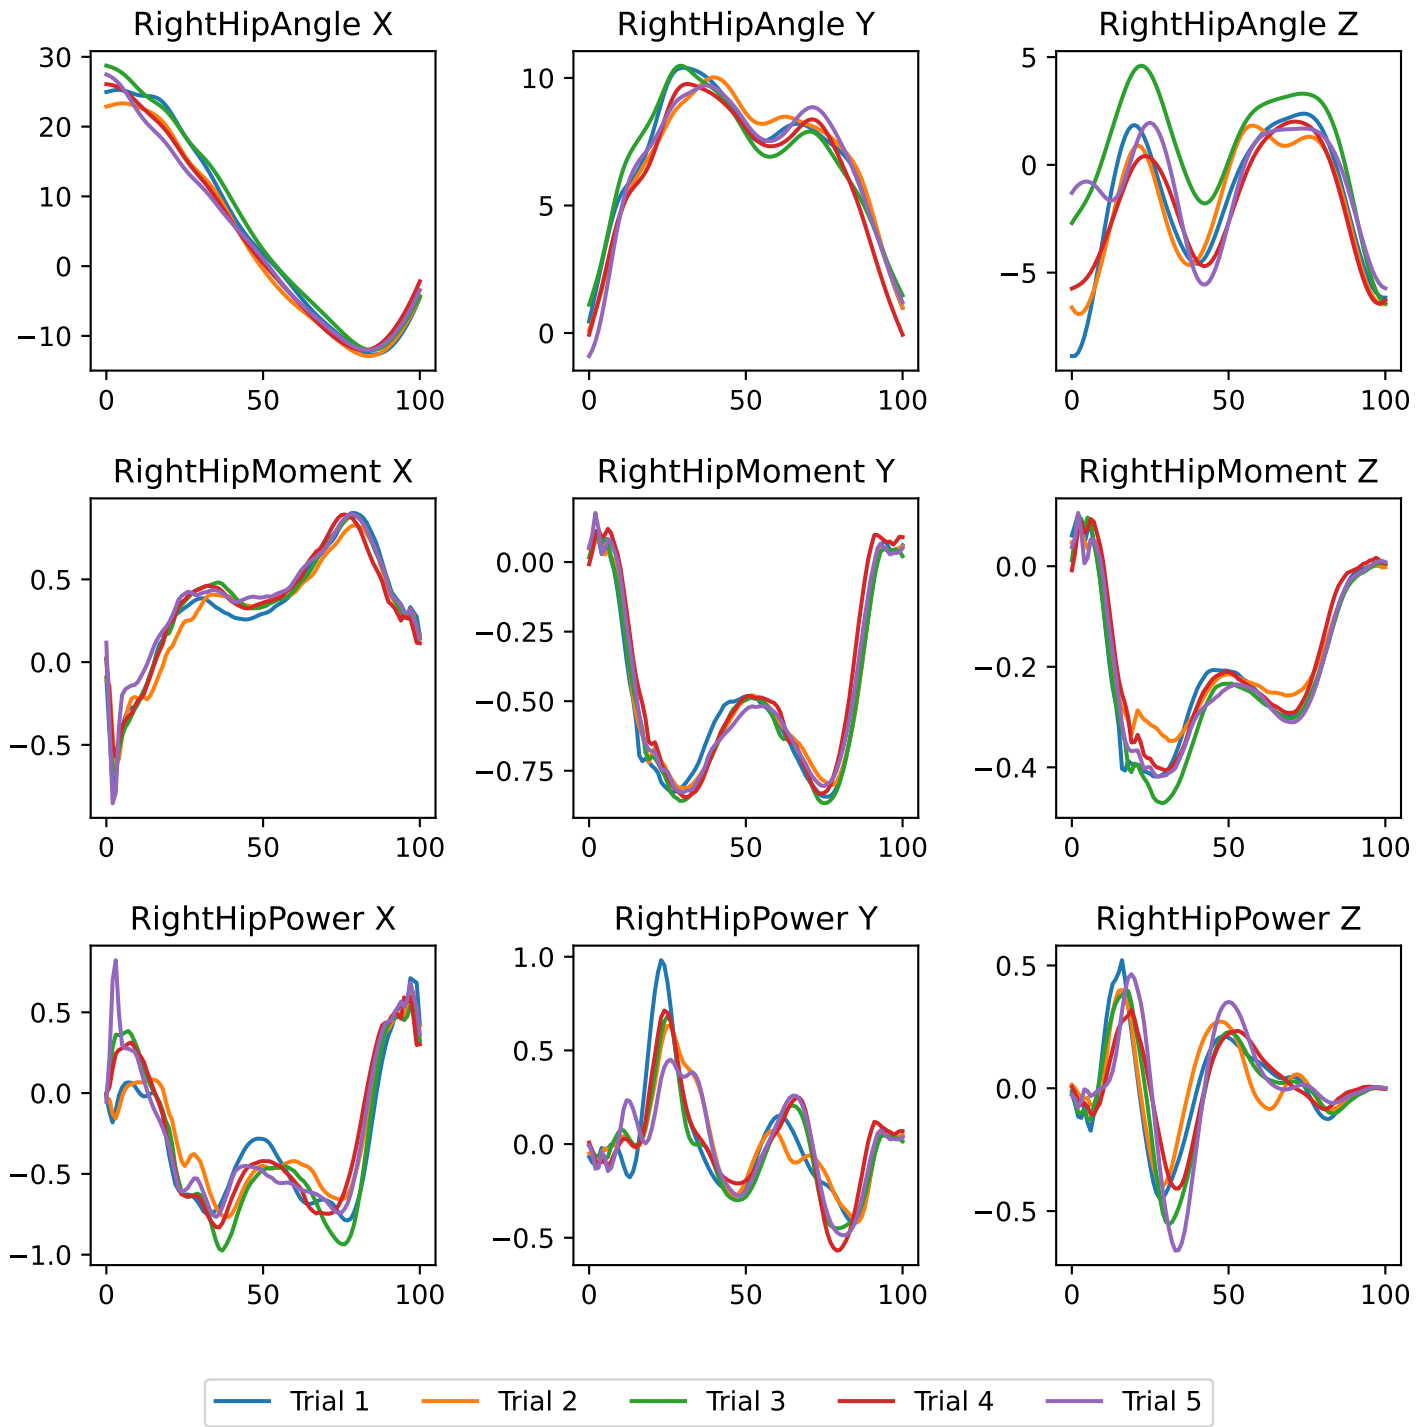 RightHipAngle X
RightHipAngle Y
RightHipAngle Z
30
20
10
0
−10
0 50 100
10
5
0
0 50 100
5
0
−5
0 50 100
RightHipMoment X
RightHipMoment Y
RightHipMoment Z
0.5
0.0
−0.5
0 50 100
0.00
−0.25
−0.50
−0.75
0 50 100
0.0
−0.2
−0.4
0 50 100
RightHipPower X
RightHipPower Y
RightHipPower Z
0.5
0.0
−0.5
−1.0
0 50 100
1.0
0.5
0.0
−0.5
0 50 100
0.5
0.0
−0.5
0 50 100
Trial 1 Trial 2 Trial 3 Trial 4 Trial 5